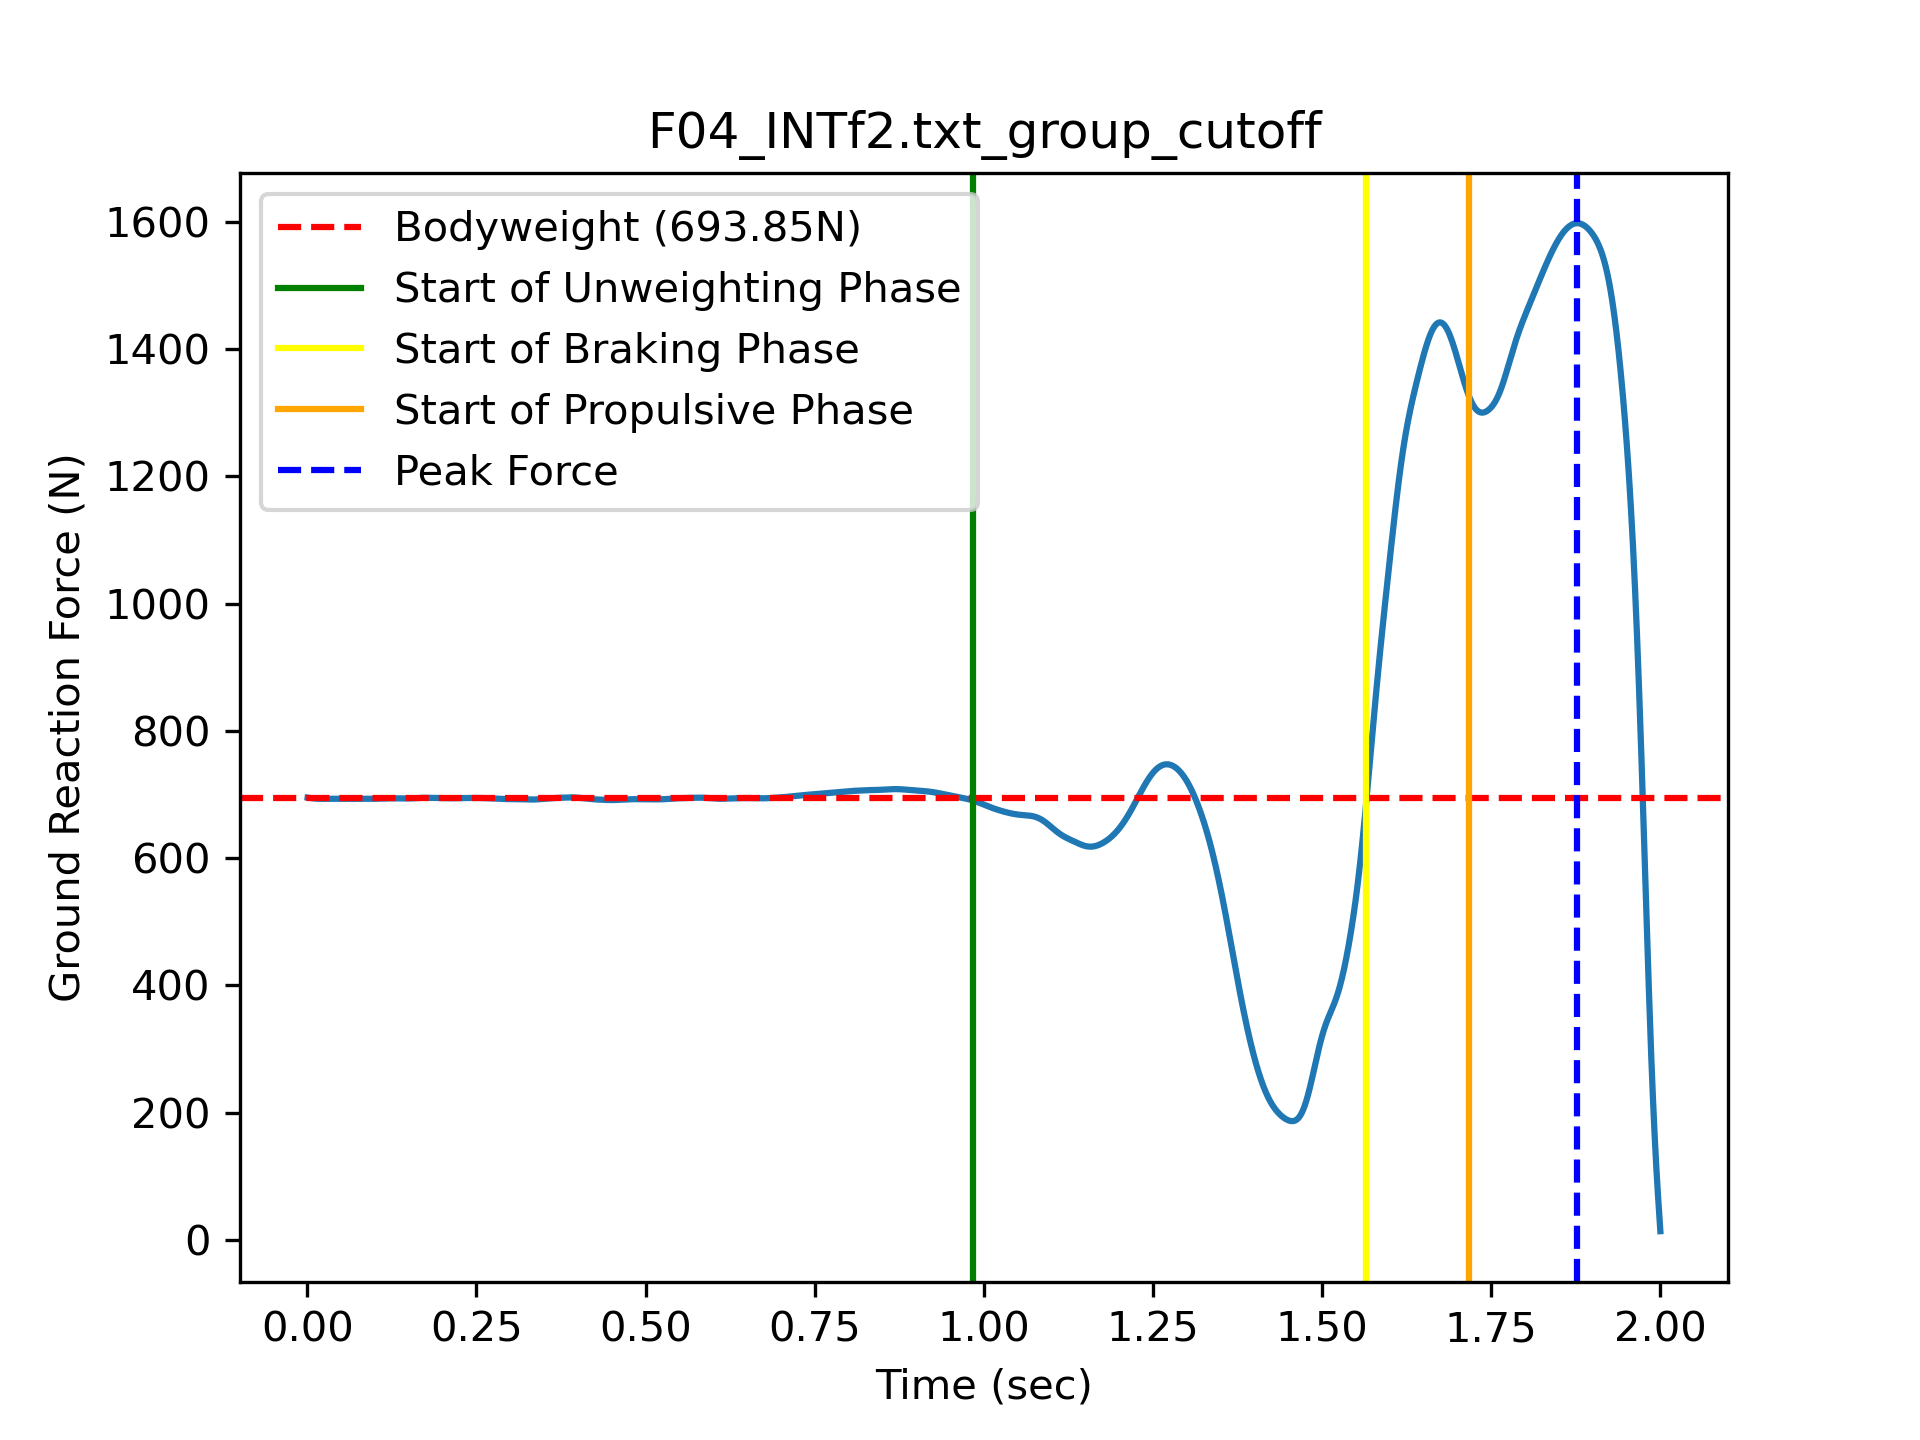 F04_INTf2.txt_group_cutoff
Bodyweight (693.85N)
Start of Unweighting Phase
Start of Braking Phase
Start of Propulsive Phase
Peak Force
Ground Reaction Force (N)
1600
1400
1200
1000
800
600
400
200
0
0.00 0.25 0.50 0.75 1.00 1.25 1.50 1.75 2.00
Time (sec)